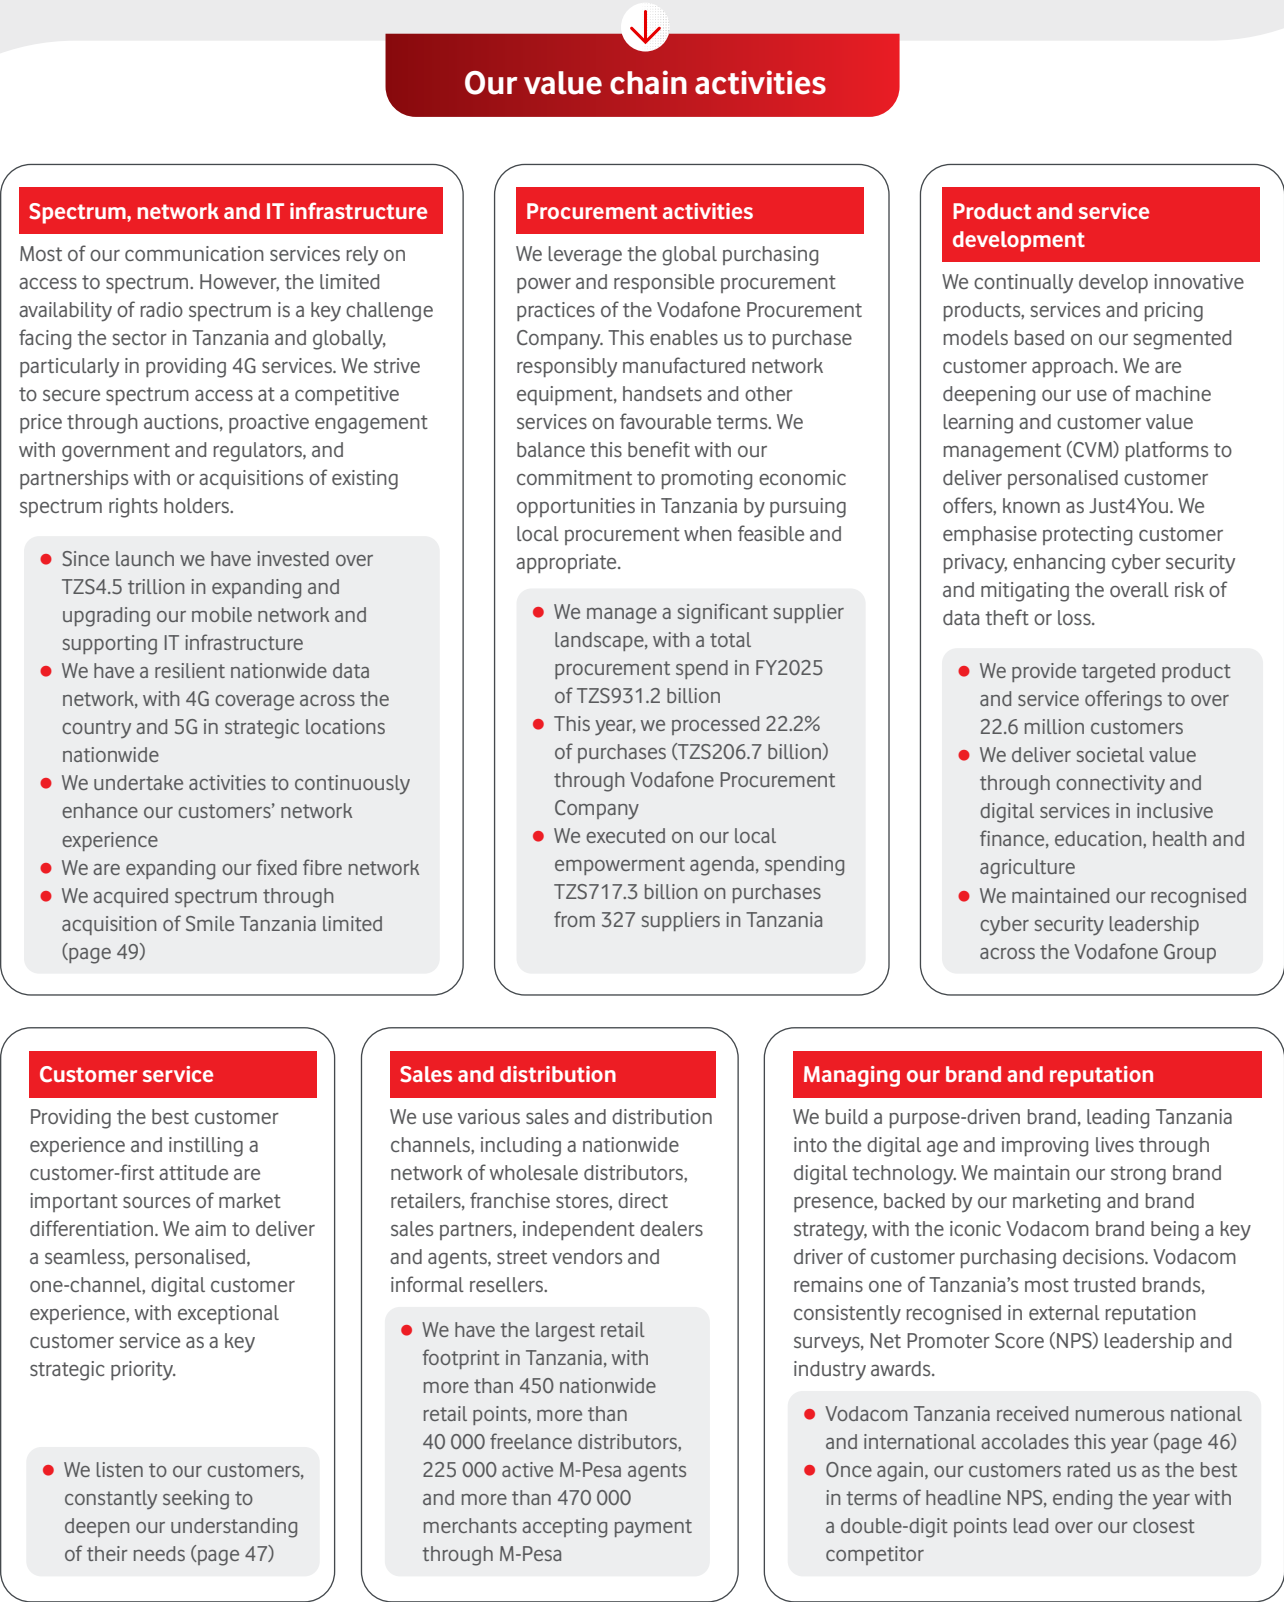 Our value chain activities
Spectrum, network and IT infrastructure
Most of our communication services rely on
access to spectrum. However, the limited
availability of radio spectrum is a key challenge
facing the sector in Tanzania and globally,
particularly in providing 4G services. We strive
to secure spectrum access at a competitive
price through auctions, proactive engagement
with government and regulators, and
partnerships with or acquisitions of existing
spectrum rights holders.
● Since launch we have invested over
TZS4.5 trillion in expanding and
upgrading our mobile network and
supporting IT infrastructure
● We have a resilient nationwide data
network, with 4G coverage across the
country and 5G in strategic locations
nationwide
● We undertake activities to continuously
enhance our customers’ network
experience
● We are expanding our fixed fibre network
● We acquired spectrum through
acquisition of Smile Tanzania limited
(page 49)
Procurement activities
We leverage the global purchasing
power and responsible procurement
practices of the Vodafone Procurement
Company. This enables us to purchase
responsibly manufactured network
equipment, handsets and other
services on favourable terms. We
balance this benefit with our
commitment to promoting economic
opportunities in Tanzania by pursuing
local procurement when feasible and
appropriate.
● We manage a significant supplier
landscape, with a total
procurement spend in FY2025
of TZS931.2 billion
● This year, we processed 22.2%
of purchases (TZS206.7 billion)
through Vodafone Procurement
Company
● We executed on our local
empowerment agenda, spending
TZS717.3 billion on purchases
from 327 suppliers in Tanzania
Product and service
development
We continually develop innovative
products, services and pricing
models based on our segmented
customer approach. We are
deepening our use of machine
learning and customer value
management (CVM) platforms to
deliver personalised customer
offers, known as Just4You. We
emphasise protecting customer
privacy, enhancing cyber security
and mitigating the overall risk of
data theft or loss.
● We provide targeted product
and service offerings to over
22.6 million customers
● We deliver societal value
through connectivity and
digital services in inclusive
finance, education, health and
agriculture
● We maintained our recognised
cyber security leadership
across the Vodafone Group
Customer service
Providing the best customer
experience and instilling a
customer-first attitude are
important sources of market
differentiation. We aim to deliver
a seamless, personalised,
one-channel, digital customer
experience, with exceptional
customer service as a key
strategic priority.
● We listen to our customers,
constantly seeking to
deepen our understanding
of their needs (page 47)
Sales and distribution
We use various sales and distribution
channels, including a nationwide
network of wholesale distributors,
retailers, franchise stores, direct
sales partners, independent dealers
and agents, street vendors and
informal resellers.
● We have the largest retail
footprint in Tanzania, with
more than 450 nationwide
retail points, more than
40 000 freelance distributors,
225 000 active M-Pesa agents
and more than 470 000
merchants accepting payment
through M-Pesa
Managing our brand and reputation
We build a purpose-driven brand, leading Tanzania
into the digital age and improving lives through
digital technology. We maintain our strong brand
presence, backed by our marketing and brand
strategy, with the iconic Vodacom brand being a key
driver of customer purchasing decisions. Vodacom
remains one of Tanzania’s most trusted brands,
consistently recognised in external reputation
surveys, Net Promoter Score (NPS) leadership and
industry awards.
● Vodacom Tanzania received numerous national
and international accolades this year (page 46)
● Once again, our customers rated us as the best
in terms of headline NPS, ending the year with
a double-digit points lead over our closest
competitor